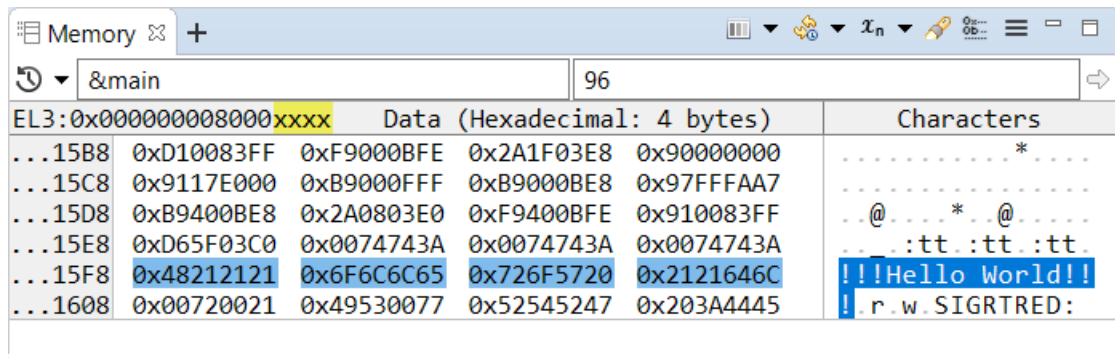 Memory
&main 96
EL3:0x000000008000xxxx Data (Hexadecimal: 4 bytes) Characters
...15B8 0xD10083FF 0xF9000BFE 0x2A1F03E8 0x90000000 ...........*....
...15C8 0x9117E000 0xB9000FFF 0xB9000BE8 0x97FFFAA7 ................
...15D8 0xB9400BE8 0x2A0803E0 0xF9400BFE 0x910083FF ..@....*..@.....
...15E8 0xD65F03C0 0x0074743A 0x0074743A 0x0074743A .._.:tt.:tt.:tt.
...15F8 0x48212121 0x6F6C6C65 0x726F5720 0x2121646C !!!Hello World!!
...1608 0x00720021 0x49530077 0x52545247 0x203A4445 !.r.w.SIGRTRED: